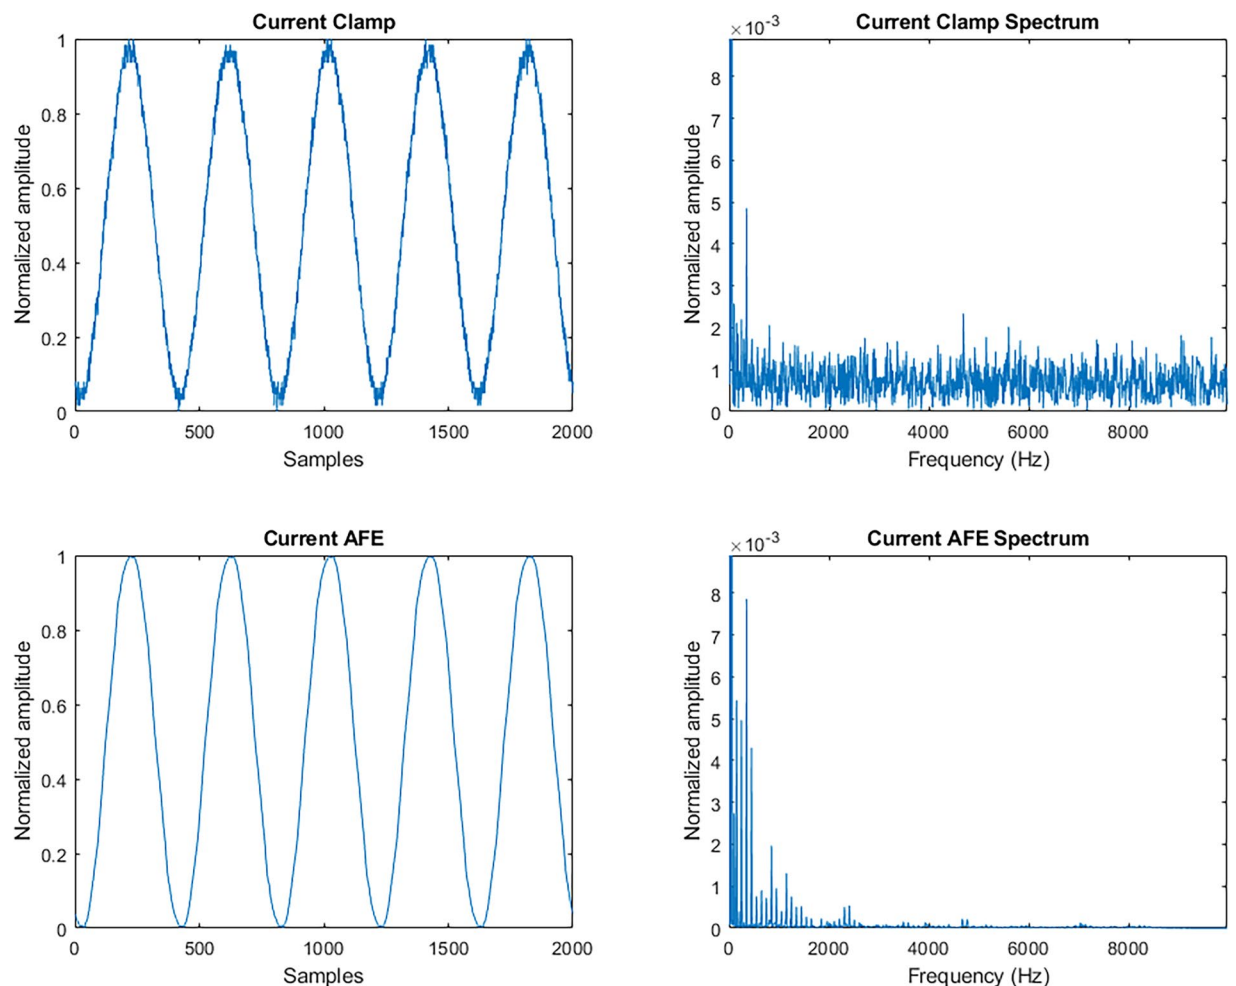 Current Clamp
Normalized amplitude
1
0.8
0.6
0.4
0.2
0
0 500 1000 1500 2000
Samples
Current Clamp Spectrum
×10⁻³
Normalized amplitude
8
7
6
5
4
3
2
1
0
0 2000 4000 6000 8000
Frequency (Hz)
Current AFE
Normalized amplitude
1
0.8
0.6
0.4
0.2
0
0 500 1000 1500 2000
Samples
Current AFE Spectrum
×10⁻³
Normalized amplitude
8
7
6
5
4
3
2
1
0
0 2000 4000 6000 8000
Frequency (Hz)